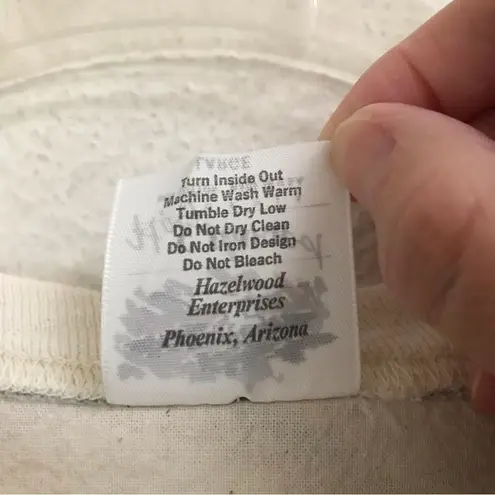 Turn Inside Out
Machine Wash Warm
Tumble Dry Low
Do Not Dry Clean
Do Not Iron Design
Do Not Bleach
Hazelwood
Enterprises
Phoenix, Arizona